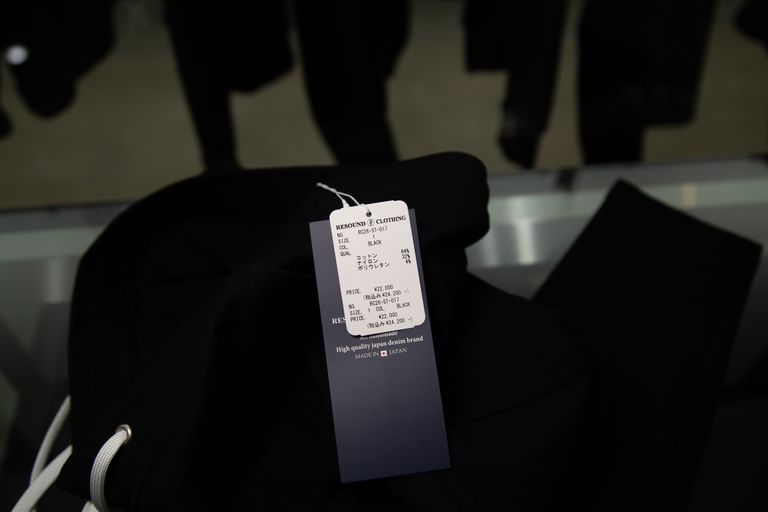 RESOUND CLOTHING
NO. RC26-ST-017
SIZE. 1
COL. BLACK
QUAL.
コットン 64%
ナイロン 32%
ポリウレタン 4%
PRICE. ¥22,000
(税込み ¥24,200 -)
NO. RC26-ST-017
SIZE. 1 COL. BLACK
PRICE. ¥22,000
(税込み ¥24,200 -)
High quality japan denim brand
MADE IN JAPAN